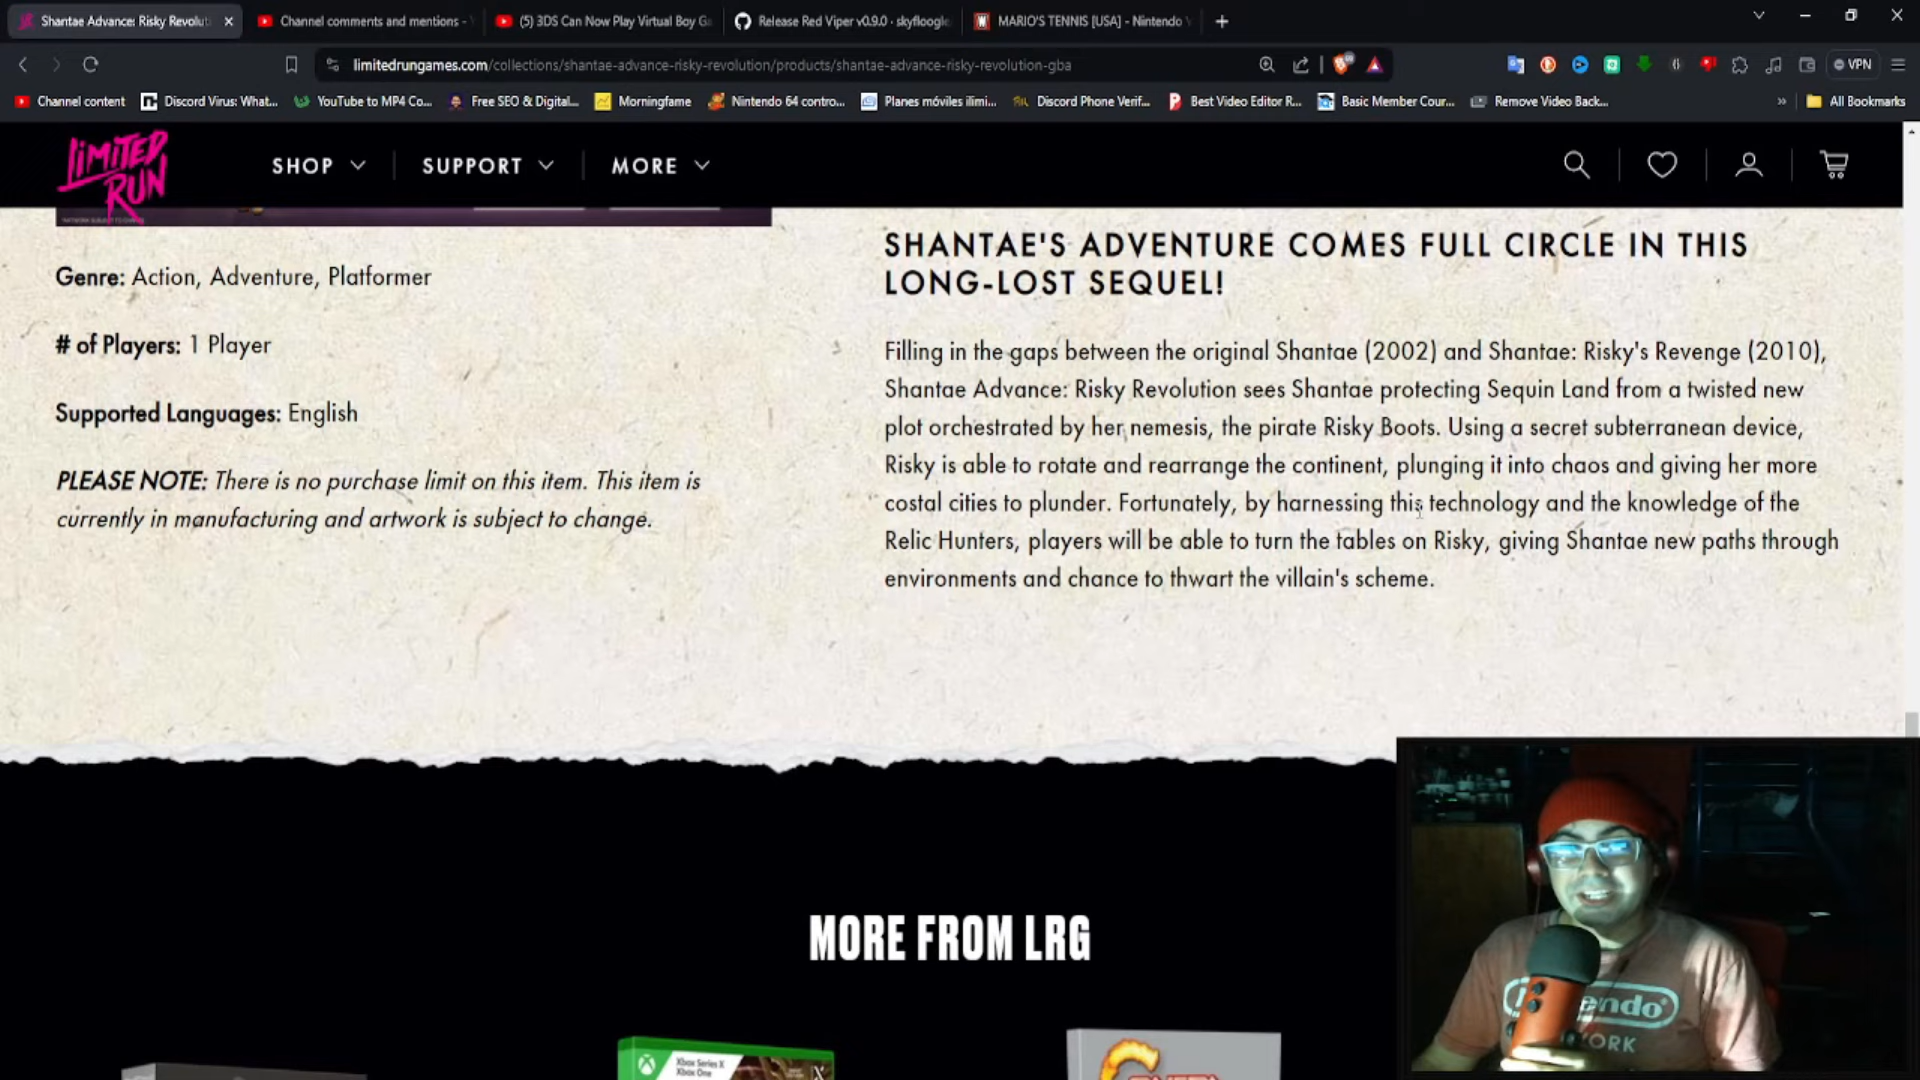 Shantae Advance: Risky Revoluti
Channel comments and mentions -
(5) 3DS Can Now Play Virtual Boy Ga
Release Red Viper v0.9.0 · skyfloogle
MARIO'S TENNIS [USA] - Nintendo V
limitedrungames.com/collections/shantae-advance-risky-revolution/products/shantae-advance-risky-revolution-gba
VPN
Channel content
Discord Virus: What...
YouTube to MP4 Co...
Free SEO & Digital...
Morningfame
Nintendo 64 contro...
Planes móviles ilimi...
Discord Phone Verif...
Best Video Editor R...
Basic Member Cour...
Remove Video Back...
All Bookmarks
LIMITED RUN
SHOP
SUPPORT
MORE
Genre: Action, Adventure, Platformer
# of Players: 1 Player
Supported Languages: English
PLEASE NOTE: There is no purchase limit on this item. This item is
currently in manufacturing and artwork is subject to change.
SHANTAE'S ADVENTURE COMES FULL CIRCLE IN THIS
LONG-LOST SEQUEL!
Filling in the gaps between the original Shantae (2002) and Shantae: Risky's Revenge (2010),
Shantae Advance: Risky Revolution sees Shantae protecting Sequin Land from a twisted new
plot orchestrated by her nemesis, the pirate Risky Boots. Using a secret subterranean device,
Risky is able to rotate and rearrange the continent, plunging it into chaos and giving her more
costal cities to plunder. Fortunately, by harnessing this technology and the knowledge of the
Relic Hunters, players will be able to turn the tables on Risky, giving Shantae new paths through
environments and chance to thwart the villain's scheme.
MORE FROM LRG
Xbox Series X
Xbox One